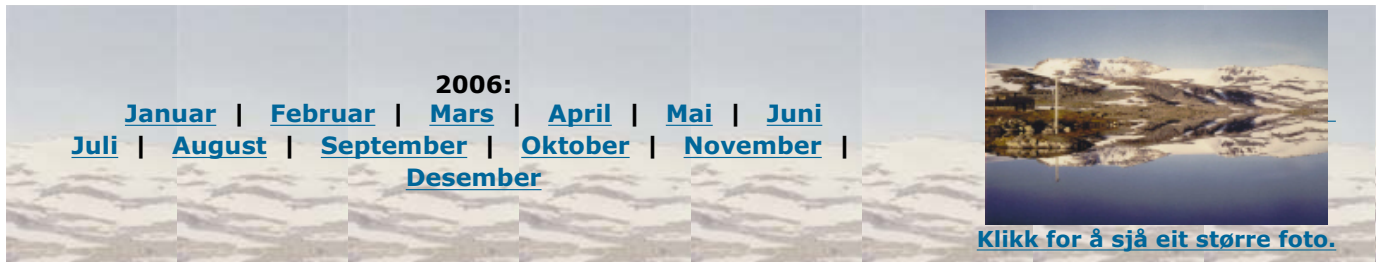 2006:
Januar | Februar | Mars | April | Mai | Juni
Juli | August | September | Oktober | November |
Desember
Klikk for å sjå eit større foto.